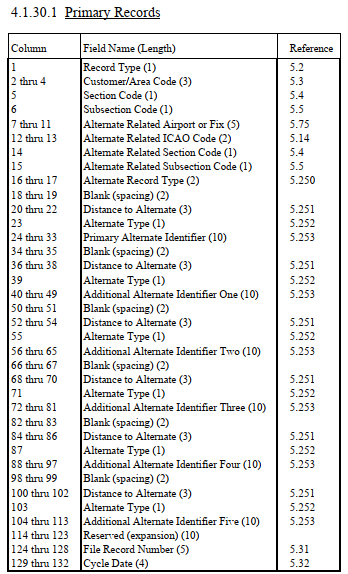 4.1.30.1 Primary Records
Column Field Name (Length) Reference
1 Record Type (1) 5.2
2 thru 4 Customer/Area Code (3) 5.3
5 Section Code (1) 5.4
6 Subsection Code (1) 5.5
7 thru 11 Alternate Related Airport or Fix (5) 5.75
12 thru 13 Alternate Related ICAO Code (2) 5.14
14 Alternate Related Section Code (1) 5.4
15 Alternate Related Subsection Code (1) 5.5
16 thru 17 Alternate Record Type (2) 5.250
18 thru 19 Blank (spacing) (2)
20 thru 22 Distance to Alternate (3) 5.251
23 Alternate Type (1) 5.252
24 thru 33 Primary Alternate Identifier (10) 5.253
34 thru 35 Blank (spacing) (2)
36 thru 38 Distance to Alternate (3) 5.251
39 Alternate Type (1) 5.252
40 thru 49 Additional Alternate Identifier One (10) 5.253
50 thru 51 Blank (spacing) (2)
52 thru 54 Distance to Alternate (3) 5.251
55 Alternate Type (1) 5.252
56 thru 65 Additional Alternate Identifier Two (10) 5.253
66 thru 67 Blank (spacing) (2)
68 thru 70 Distance to Alternate (3) 5.251
71 Alternate Type (1) 5.252
72 thru 81 Additional Alternate Identifier Three (10) 5.253
82 thru 83 Blank (spacing) (2)
84 thru 86 Distance to Alternate (3) 5.251
87 Alternate Type (1) 5.252
88 thru 97 Additional Alternate Identifier Four (10) 5.253
98 thru 99 Blank (spacing) (2)
100 thru 102 Distance to Alternate (3) 5.251
103 Alternate Type (1) 5.252
104 thru 113 Additional Alternate Identifier Five (10) 5.253
114 thru 123 Reserved (expansion) (10)
124 thru 128 File Record Number (5) 5.31
129 thru 132 Cycle Date (4) 5.32